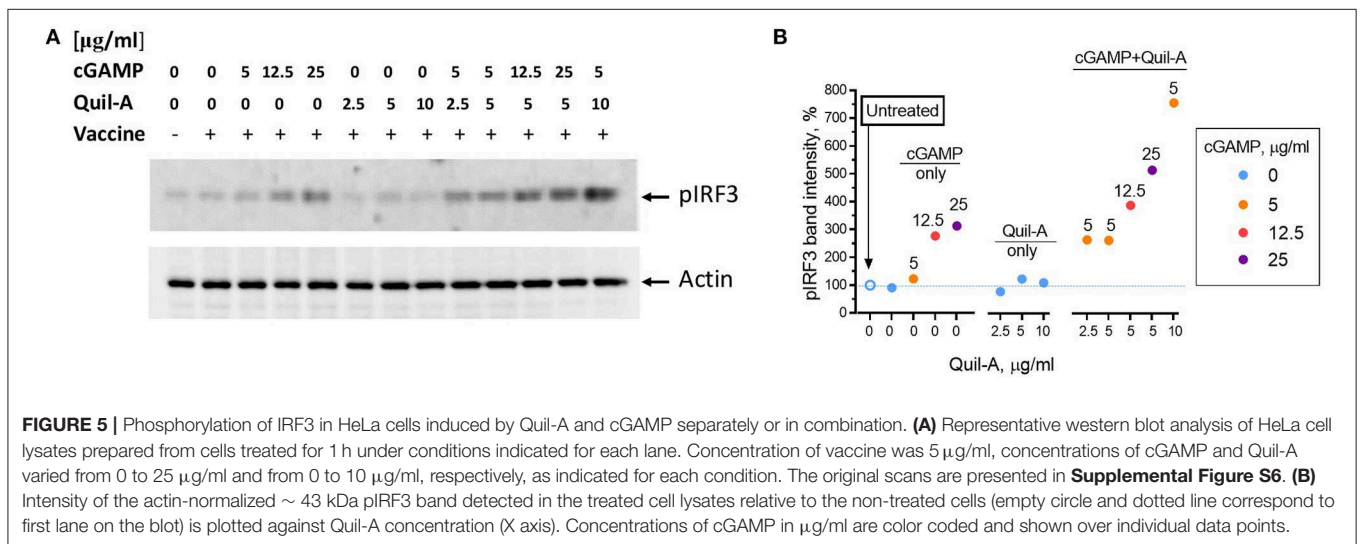 A [μg/ml]
cGAMP 0 0 5 12.5 25 0 0 0 5 5 12.5 25 5
Quil-A 0 0 0 0 0 2.5 5 10 2.5 5 5 5 10
Vaccine - + + + + + + + + + + + +
pIRF3
Actin
B
cGAMP+Quil-A
800
700
600
500
400
300
200
100
0
pIRF3 band intensity, %
Untreated
cGAMP
only
5
12.5
25
Quil-A
only
5
5
12.5
25
5
0 0 0 0 0 2.5 5 10 2.5 5 5 5 10
Quil-A, μg/ml
cGAMP, μg/ml
0
5
12.5
25
FIGURE 5 | Phosphorylation of IRF3 in HeLa cells induced by Quil-A and cGAMP separately or in combination. (A) Representative western blot analysis of HeLa cell
lysates prepared from cells treated for 1 h under conditions indicated for each lane. Concentration of vaccine was 5 μg/ml, concentrations of cGAMP and Quil-A
varied from 0 to 25 μg/ml and from 0 to 10 μg/ml, respectively, as indicated for each condition. The original scans are presented in Supplemental Figure S6. (B)
Intensity of the actin-normalized ~ 43 kDa pIRF3 band detected in the treated cell lysates relative to the non-treated cells (empty circle and dotted line correspond to
first lane on the blot) is plotted against Quil-A concentration (X axis). Concentrations of cGAMP in μg/ml are color coded and shown over individual data points.